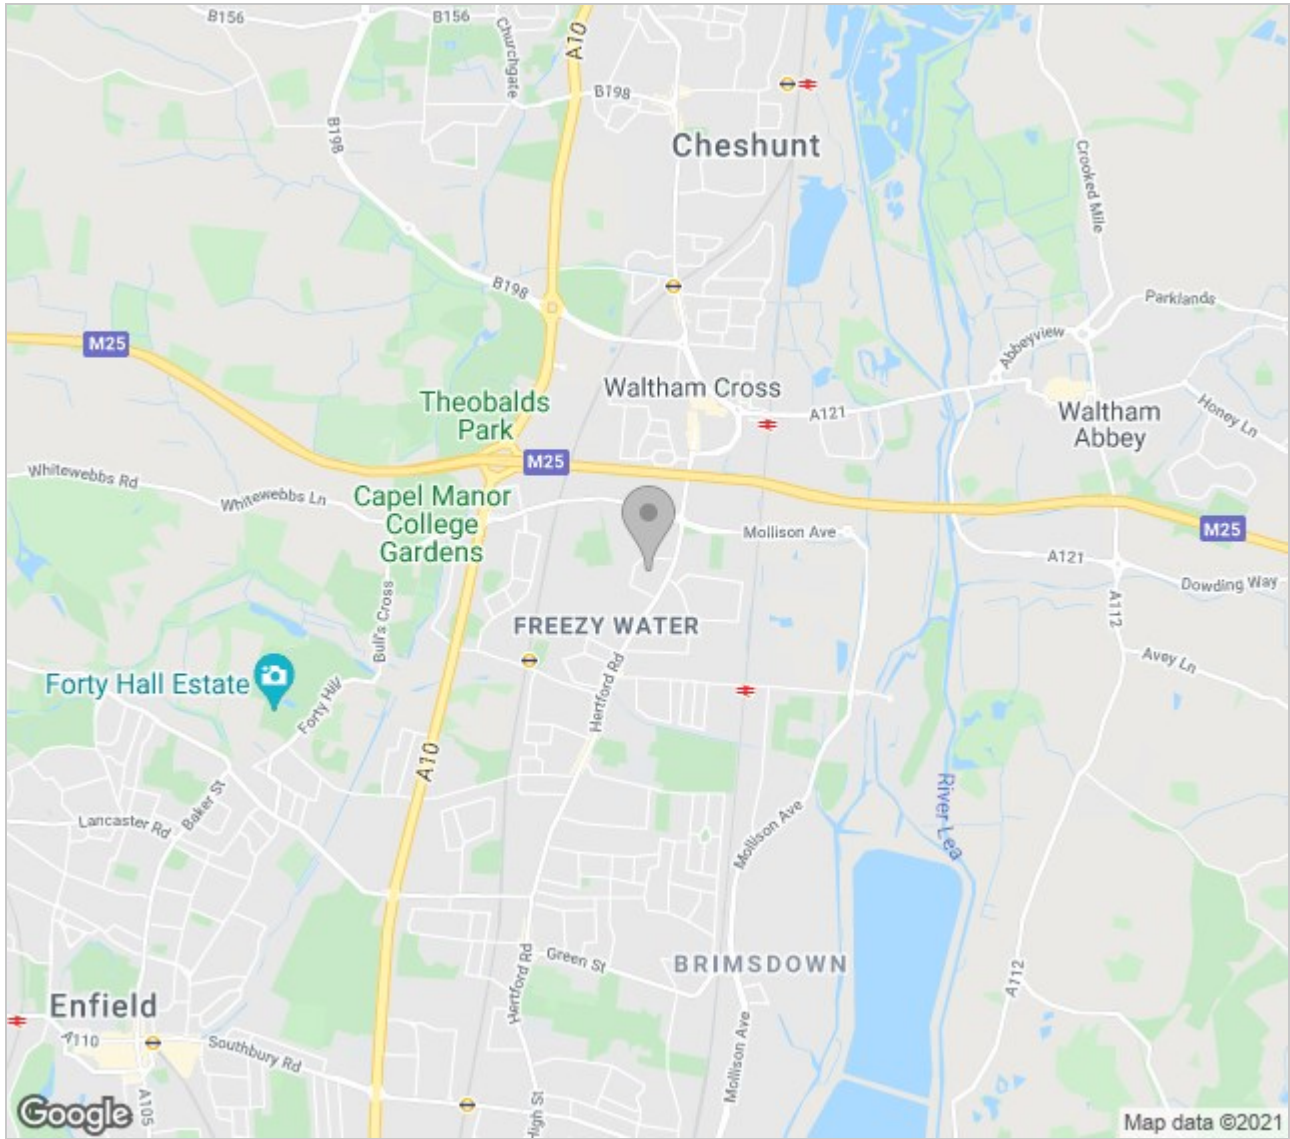 B156
B156
Churchgate
A10
B198
B198
Cheshunt
Crooked Mile
B198
Parklands
M25
Abbeyview
Waltham Cross
A121
Theobalds
Park
Waltham
Abbey
Honey Ln
M25
Whitewebbs Rd
Whitewebbs Ln
Capel Manor
College
Gardens
Mollison Ave
M25
A121
Dowding Way
Bull's Cross
A112
FREEZY WATER
Avey Ln
Forty Hall Estate
Forty Hill
Hertford Rd
A10
Baker St
Lancaster Rd
Mollison Ave
River Lea
Green St
BRIMSDOWN
Hertford Rd
A112
Enfield
A110
Southbury Rd
Mollison Ave
A105
High St
Google
Map data ©2021